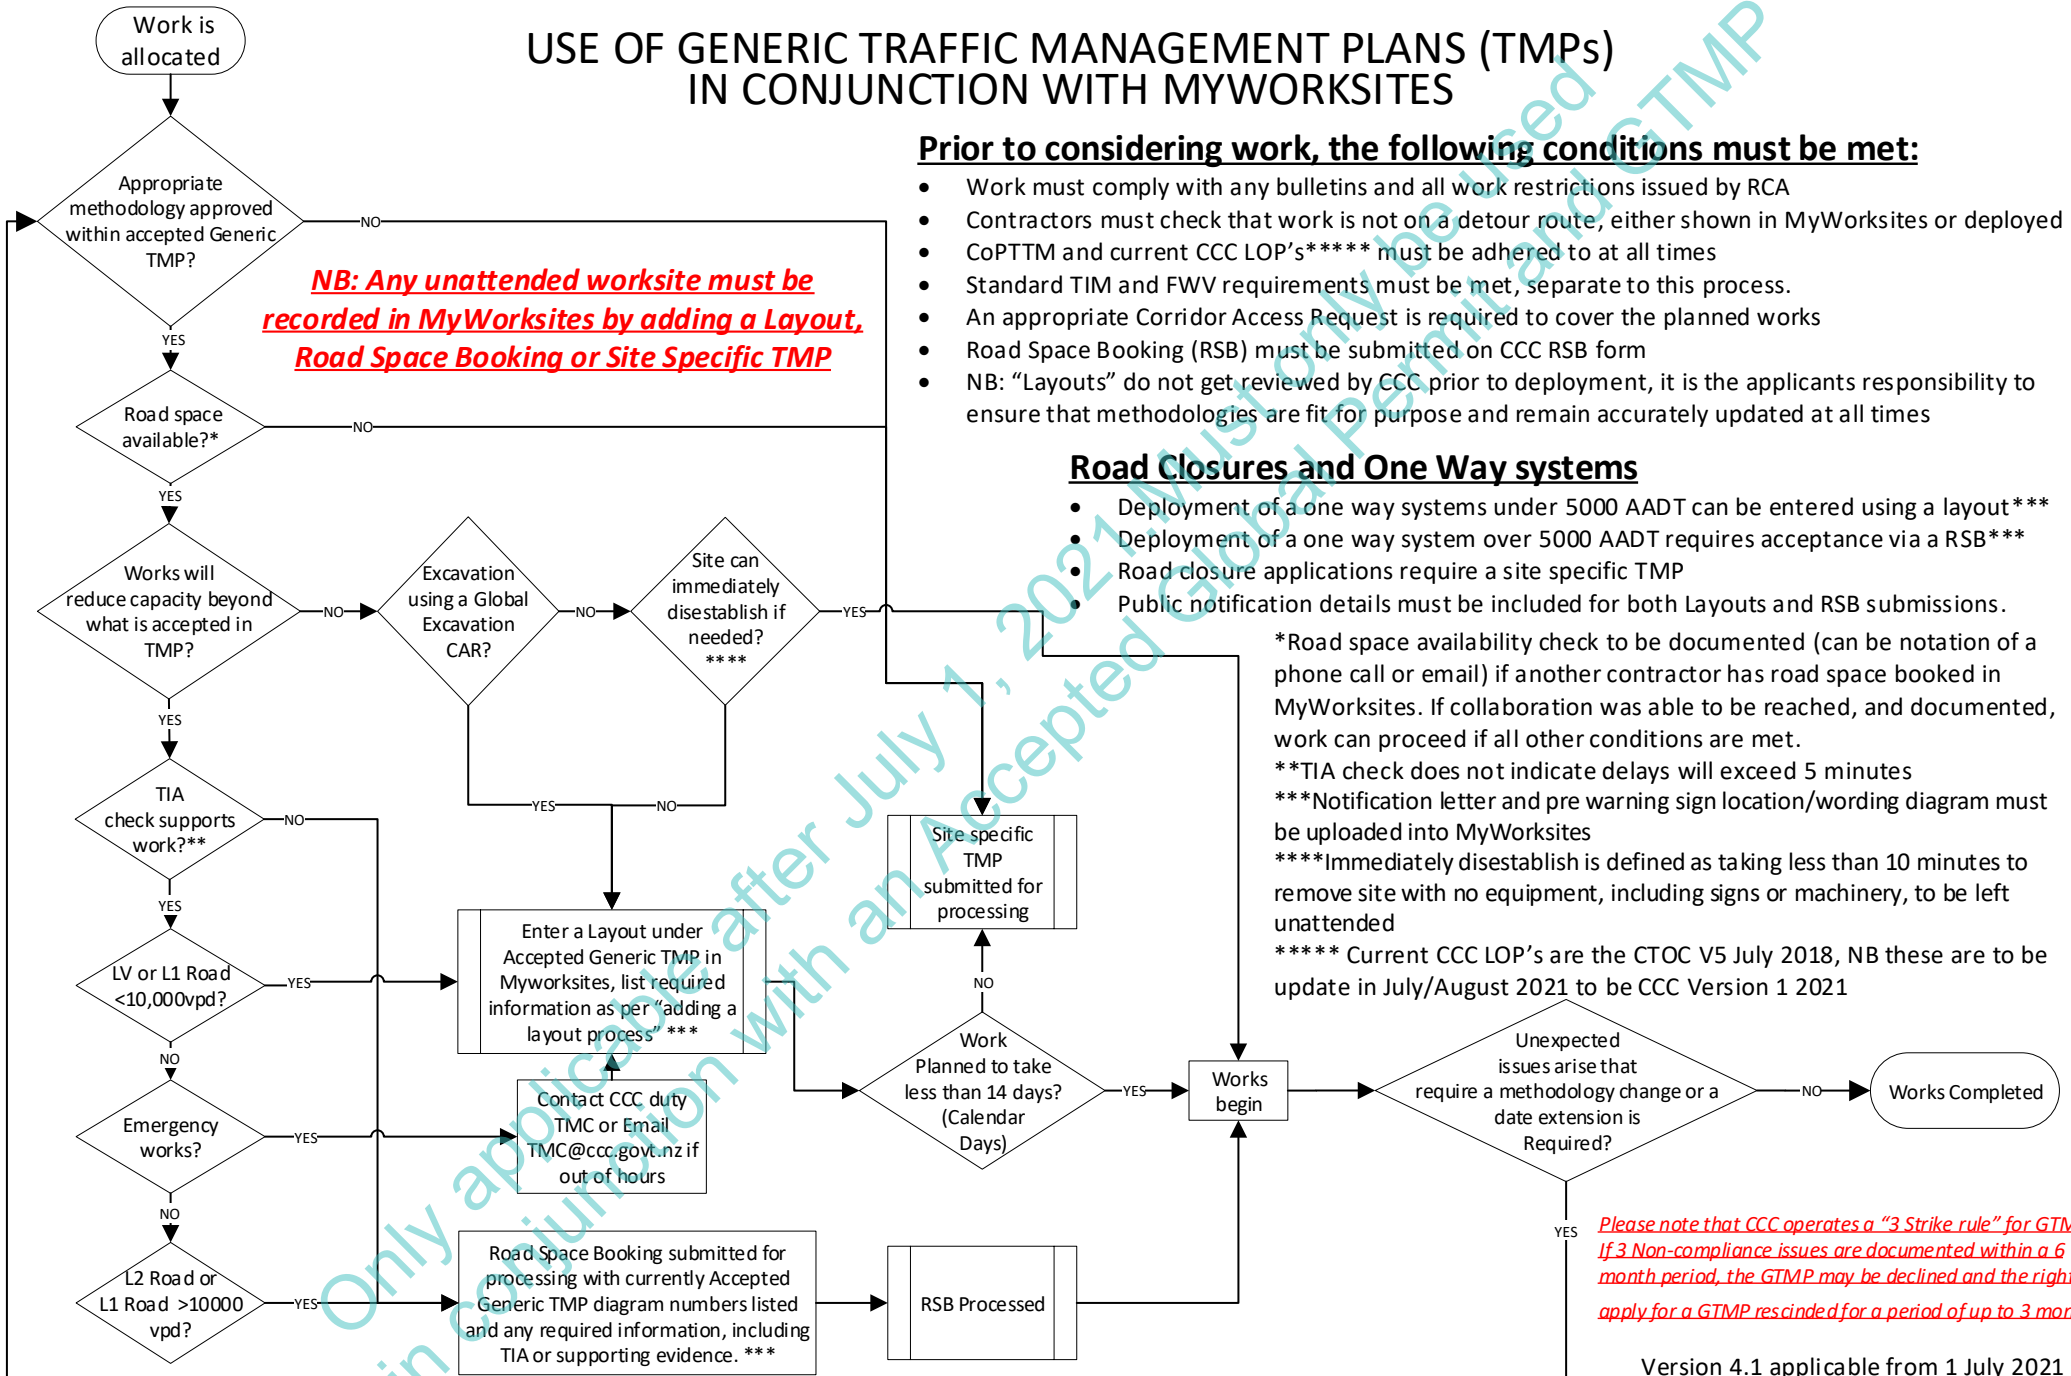 Work is
allocated
USE OF GENERIC TRAFFIC MANAGEMENT PLANS (TMPs)
IN CONJUNCTION WITH MYWORKSITES
Prior to considering work, the following conditions must be met:
• Work must comply with any bulletins and all work restrictions issued by RCA
• Contractors must check that work is not on a detour route, either shown in MyWorksites or deployed
• CoPTTM and current CCC LOP's***** must be adhered to at all times
• Standard TIM and FWV requirements must be met, separate to this process.
• An appropriate Corridor Access Request is required to cover the planned works
• Road Space Booking (RSB) must be submitted on CCC RSB form
• NB: “Layouts” do not get reviewed by CCC prior to deployment, it is the applicants responsibility to
ensure that methodologies are fit for purpose and remain accurately updated at all times
Appropriate
methodology approved
within accepted Generic
TMP?
NO
YES
NB: Any unattended worksite must be
recorded in MyWorksites by adding a Layout,
Road Space Booking or Site Specific TMP
Road space
available?*
NO
YES
Road Closures and One Way systems
• Deployment of a one way systems under 5000 AADT can be entered using a layout***
• Deployment of a one way system over 5000 AADT requires acceptance via a RSB***
• Road closure applications require a site specific TMP
• Public notification details must be included for both Layouts and RSB submissions.
Works will
reduce capacity beyond
what is accepted in
TMP?
NO
YES
Excavation
using a Global
Excavation
CAR?
NO
YES
Site can
immediately
disestablish if
needed?
****
YES
NO
*Road space availability check to be documented (can be notation of a
phone call or email) if another contractor has road space booked in
MyWorksites. If collaboration was able to be reached, and documented,
work can proceed if all other conditions are met.
**TIA check does not indicate delays will exceed 5 minutes
***Notification letter and pre warning sign location/wording diagram must
be uploaded into MyWorksites
****Immediately disestablish is defined as taking less than 10 minutes to
remove site with no equipment, including signs or machinery, to be left
unattended
***** Current CCC LOP's are the CTOC V5 July 2018, NB these are to be
update in July/August 2021 to be CCC Version 1 2021
TIA
check supports
work?**
NO
YES
Site specific
TMP
submitted for
processing
NO
LV or L1 Road
<10,000vpd?
YES
NO
Enter a Layout under
Accepted Generic TMP in
Myworksites, list required
information as per “adding a
layout process” ***
Work
Planned to take
less than 14 days?
(Calendar
Days)
YES
Works
begin
Unexpected
issues arise that
require a methodology change or a
date extension is
Required?
NO
YES
Works Completed
Emergency
works?
YES
NO
Contact CCC duty
TMC or Email
TMC@ccc.govt.nz if
out of hours
L2 Road or
L1 Road >10000
vpd?
YES
Road Space Booking submitted for
processing with currently Accepted
Generic TMP diagram numbers listed
and any required information, including
TIA or supporting evidence. ***
RSB Processed
Please note that CCC operates a “3 Strike rule” for
If 3 Non-compliance issues are documented within a 6
month period, the GTMP may be declined and the right
apply for a GTMP rescinded for a period of up to 3
Version 4.1 applicable from 1 July 2021
Only applicable after July 1, 2021. Must only be used
in conjunction with an Accepted Global Permit and GTMP